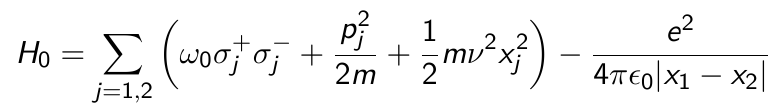 $H_0 = \sum_{j=1,2} \left( \omega_0 \sigma_j^+ \sigma_j^- + \frac{p_j^2}{2m} + \frac{1}{2} m \nu^2 x_j^2 \right) - \frac{e^2}{4\pi\epsilon_0 |x_1 - x_2|}$